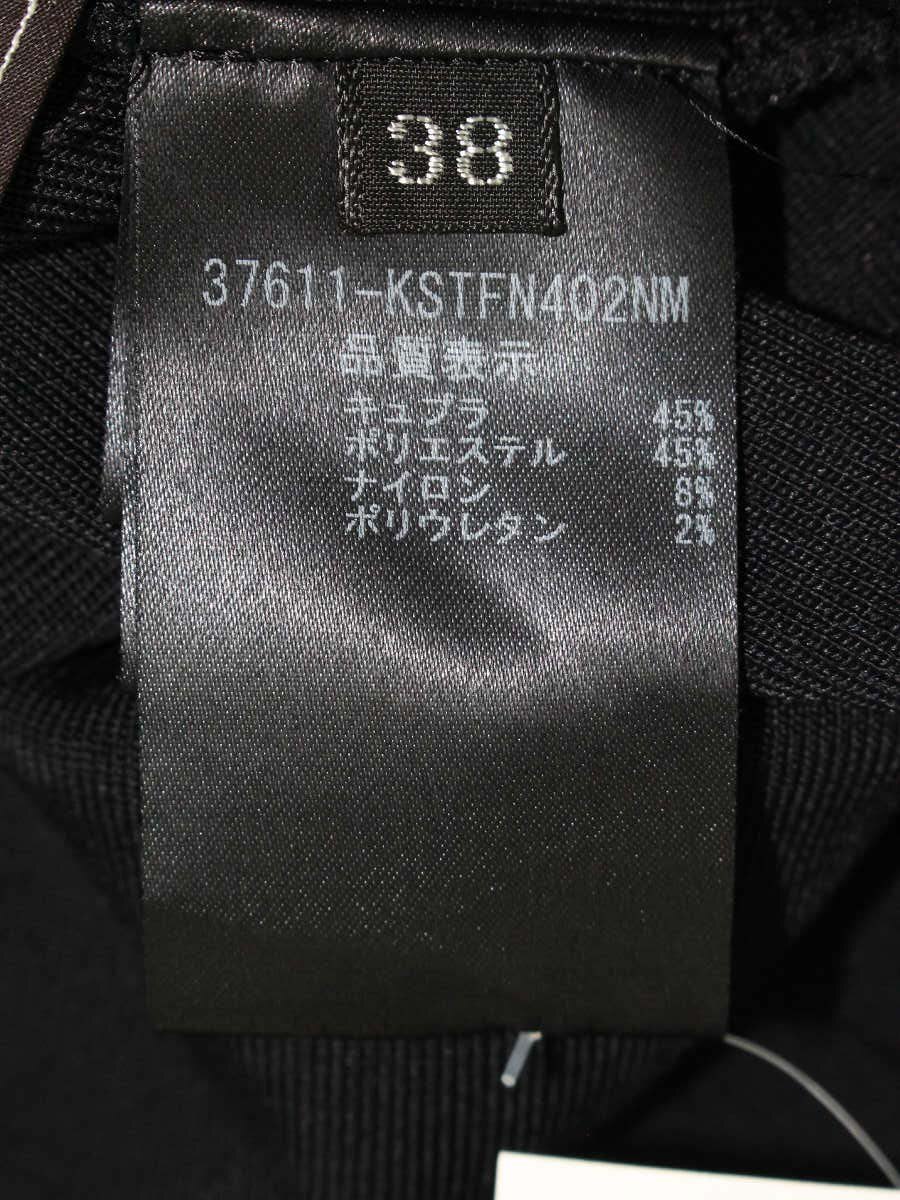 38
37611-KSTFN402NM
品質表示
キュプラ 45%
ポリエステル 45%
ナイロン 8%
ポリウレタン 2%